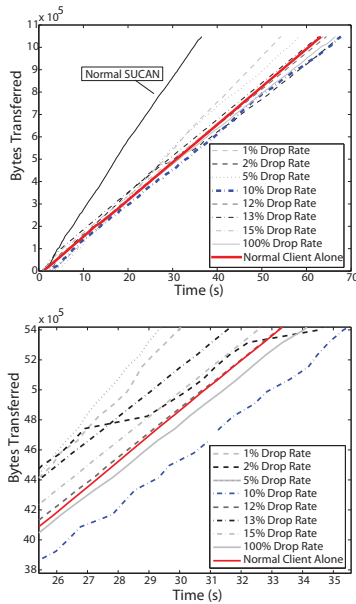 x 10⁵
11
10
9
8
7
6
5
4
3
2
1
0
Bytes Transferred
Normal SUCAN
1% Drop Rate
2% Drop Rate
5% Drop Rate
10% Drop Rate
12% Drop Rate
13% Drop Rate
15% Drop Rate
100% Drop Rate
Normal Client Alone
0 10 20 30 40 50 60 70
Time (s)
x 10⁵
54
52
50
48
46
44
42
40
38
Bytes Transferred
1% Drop Rate
2% Drop Rate
5% Drop Rate
10% Drop Rate
12% Drop Rate
13% Drop Rate
15% Drop Rate
100% Drop Rate
Normal Client Alone
26 27 28 29 30 31 32 33 34 35
Time (s)